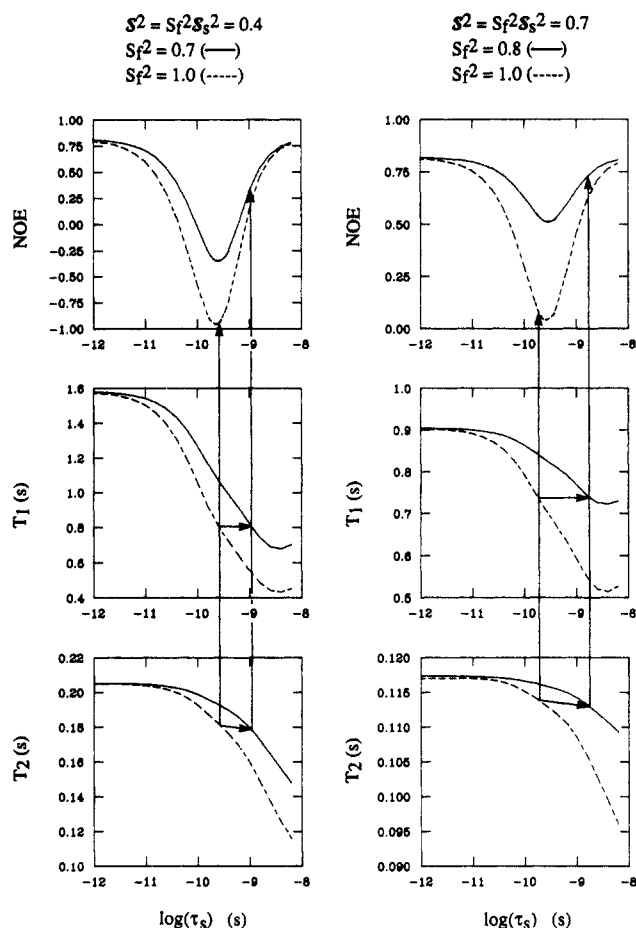 S² = Sf²Ss² = 0.4
Sf² = 0.7 (——)
Sf² = 1.0 (-----)
S² = Sf²Ss² = 0.7
Sf² = 0.8 (——)
Sf² = 1.0 (-----)
NOE
1.00
0.75
0.50
0.25
0.00
-0.25
-0.50
-0.75
-1.00
-12 -11 -10 -9 -8
NOE
1.00
0.75
0.50
0.25
0.00
-12 -11 -10 -9 -8
T₁ (s)
1.6
1.4
1.2
1.0
0.8
0.6
0.4
-12 -11 -10 -9 -8
T₁ (s)
1.0
0.9
0.8
0.7
0.6
0.5
-12 -11 -10 -9 -8
T₂ (s)
0.22
0.20
0.18
0.16
0.14
0.12
0.10
-12 -11 -10 -9 -8
log(τₛ) (s)
T₂ (s)
0.120
0.115
0.110
0.105
0.100
0.095
0.090
-12 -11 -10 -9 -8
log(τₛ) (s)